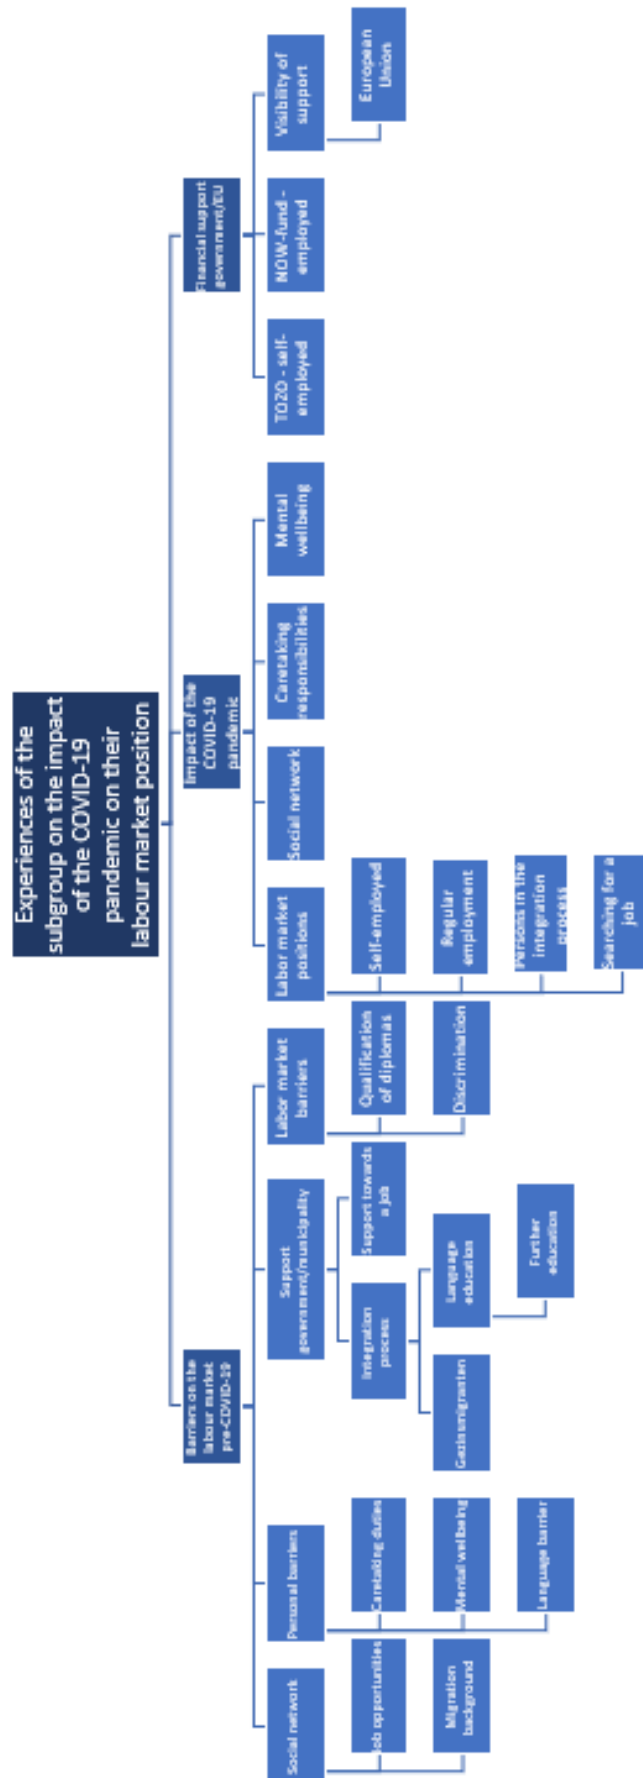 Experiences of the
subgroup on the impact
of the COVID-19
pandemic on their
labour market position
Barriers on the
labour market
pre-COVID-19
Impact of the
COVID-19
pandemic
Financial support
government/EU
Social network
Personal barriers
Support
government/municipality
Labor market
barriers
Labor market
positions
Social network
Caretaking
responsibilities
Mental
wellbeing
TOZO - self-
employed
NOW-fund -
employed
Visibility of
support
Job opportunities
Migration
background
Caretaking duties
Mental wellbeing
Language barrier
Integration
process
Support towards
a job
Gezinsmigranten
Language
education
Further
education
Qualification
of diplomas
Discrimination
Self-employed
Regular
employment
Persons in the
integration
process
Searching for a
job
European
Union